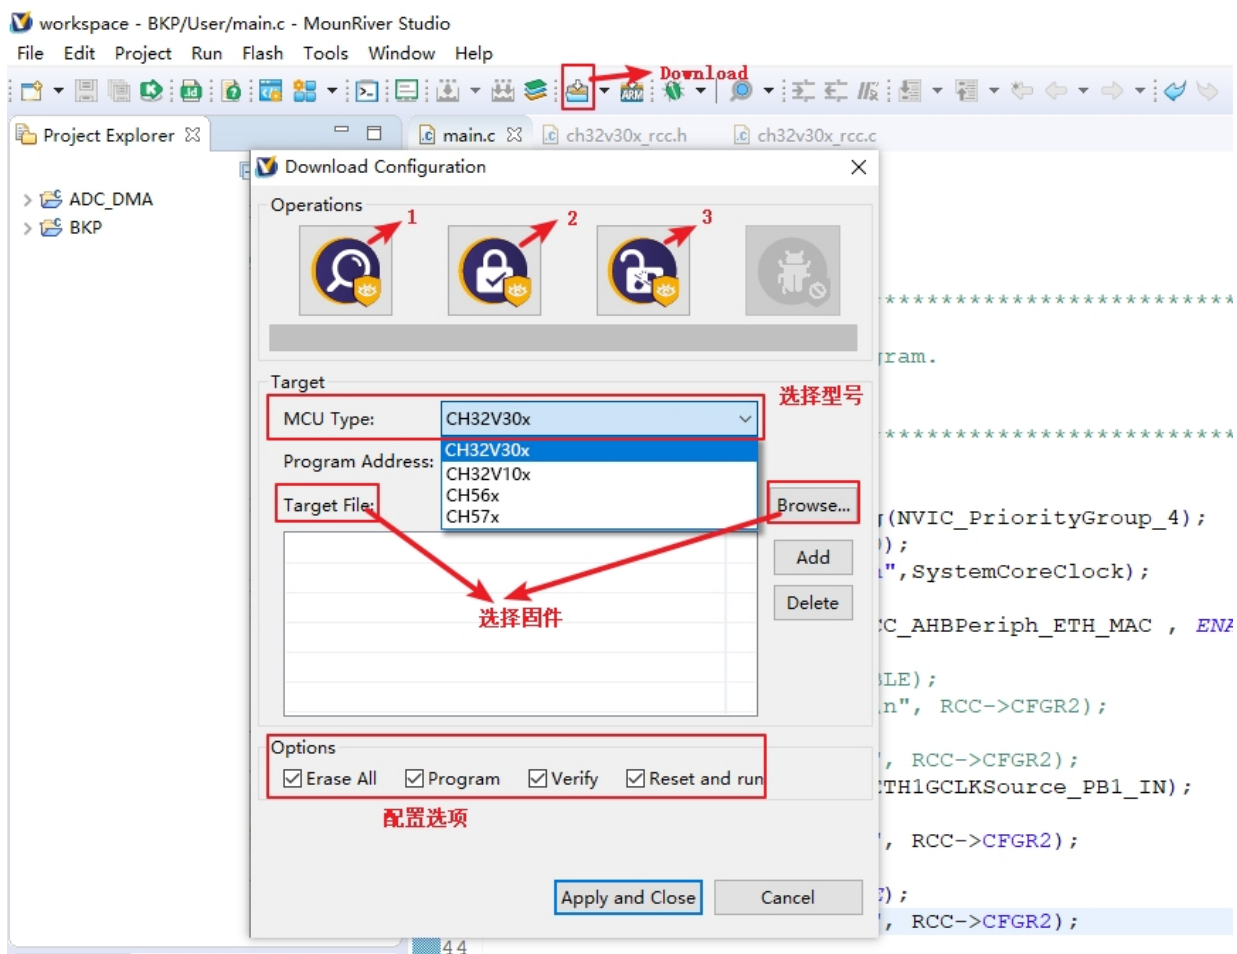 workspace - BKP/User/main.c - MounRiver Studio
File Edit Project Run Flash Tools Window Help
Download
Project Explorer
main.c
ch32v30x_rcc.h
ch32v30x_rcc.c
Download Configuration
ADC_DMA
BKP
Operations
1
2
3
*************************
gram.
Target
选择型号
MCU Type:
CH32V30x
*************************
CH32V30x
Program Address:
CH32V10x
CH56x
CH57x
Target File:
Browse...
g(NVIC_PriorityGroup_4);
);
Add
",SystemCoreClock);
Delete
选择固件
CC_AHBPeriph_ETH_MAC , ENA
BLE);
n", RCC->CFGR2);
Options
", RCC->CFGR2);
Erase All Program Verify Reset and run
ETH1GCLKSource_PB1_IN);
配置选项
", RCC->CFGR2);
Apply and Close
Cancel
);
", RCC->CFGR2);
44